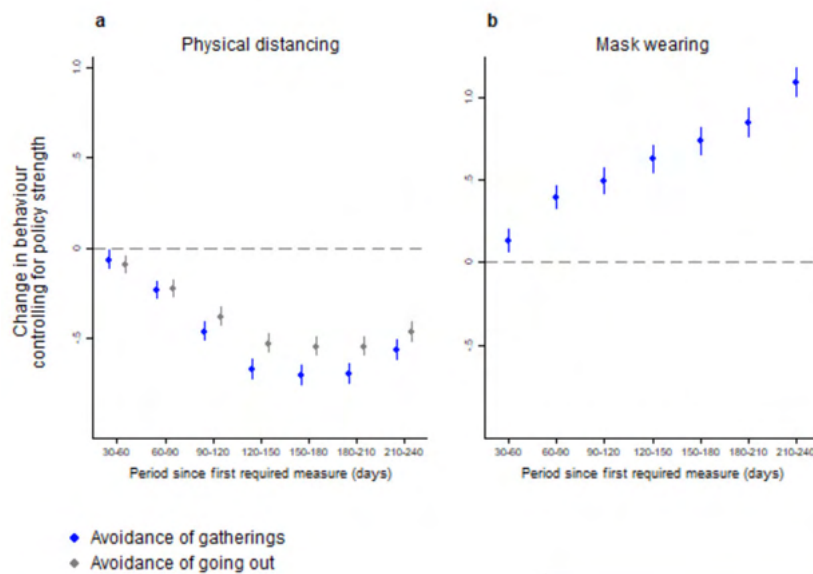 a
Physical distancing
1.0
.5
0
-.5
Change in behaviour
controlling for policy strength
30-60 60-90 90-120 120-150 150-180 180-210 210-240
Period since first required measure (days)
b
Mask wearing
1.0
.5
0
-.5
30-60 60-90 90-120 120-150 150-180 180-210 210-240
Period since first required measure (days)
Avoidance of gatherings
Avoidance of going out